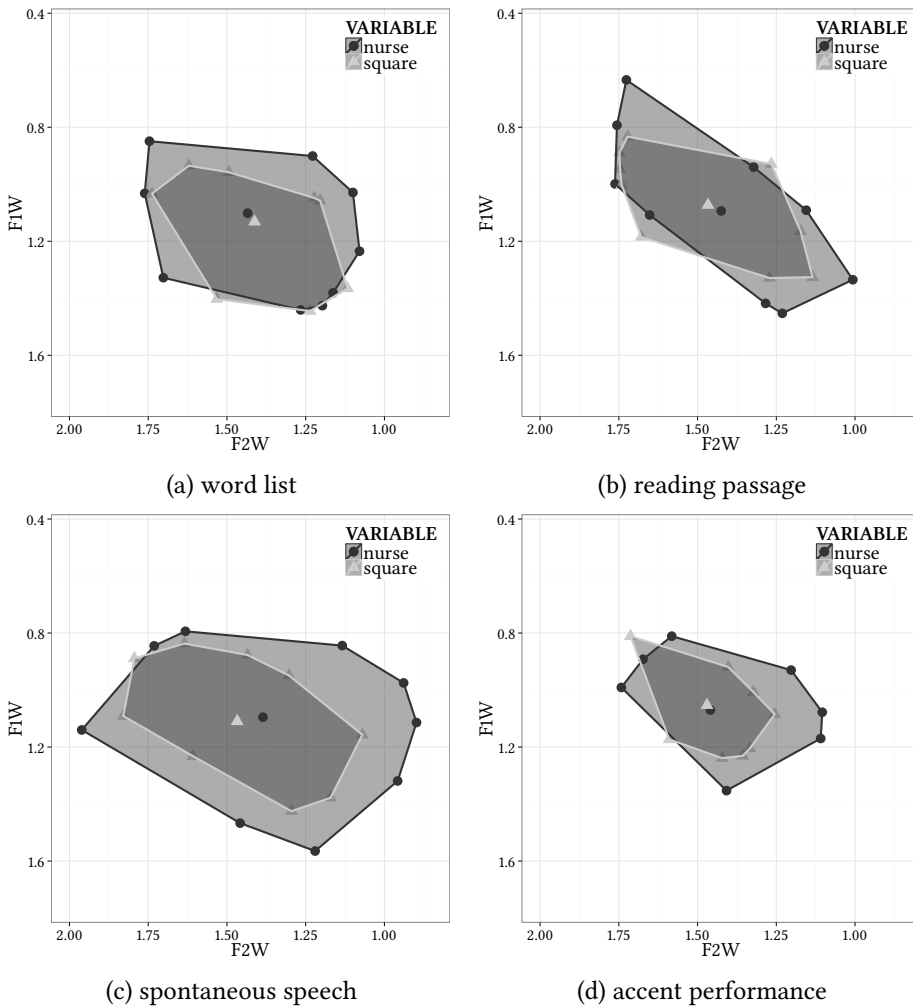 VARIABLE
nurse
square
0.4
0.8
1.2
1.6
F1W
2.00 1.75 1.50 1.25 1.00
F2W
(a) word list
VARIABLE
nurse
square
0.4
0.8
1.2
1.6
F1W
2.00 1.75 1.50 1.25 1.00
F2W
(b) reading passage
VARIABLE
nurse
square
0.4
0.8
1.2
1.6
F1W
2.00 1.75 1.50 1.25 1.00
F2W
(c) spontaneous speech
VARIABLE
nurse
square
0.4
0.8
1.2
1.6
F1W
2.00 1.75 1.50 1.25 1.00
F2W
(d) accent performance